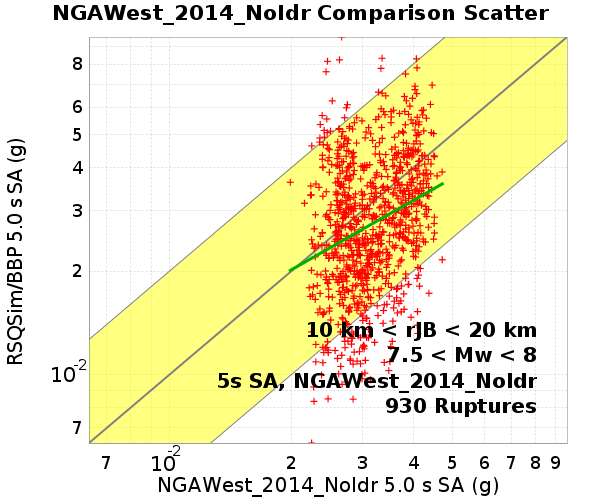 NGAWest_2014_NoIdr Comparison Scatter
RSQSim/BBP 5.0 s SA (g)
8
6
5
4
3
2
10-2
7
10 km < rJB < 20 km
7.5 < Mw < 8
5s SA, NGAWest_2014_NoIdr
930 Ruptures
7 10-2 2 3 4 5 6 7 8 9
NGAWest_2014_NoIdr 5.0 s SA (g)